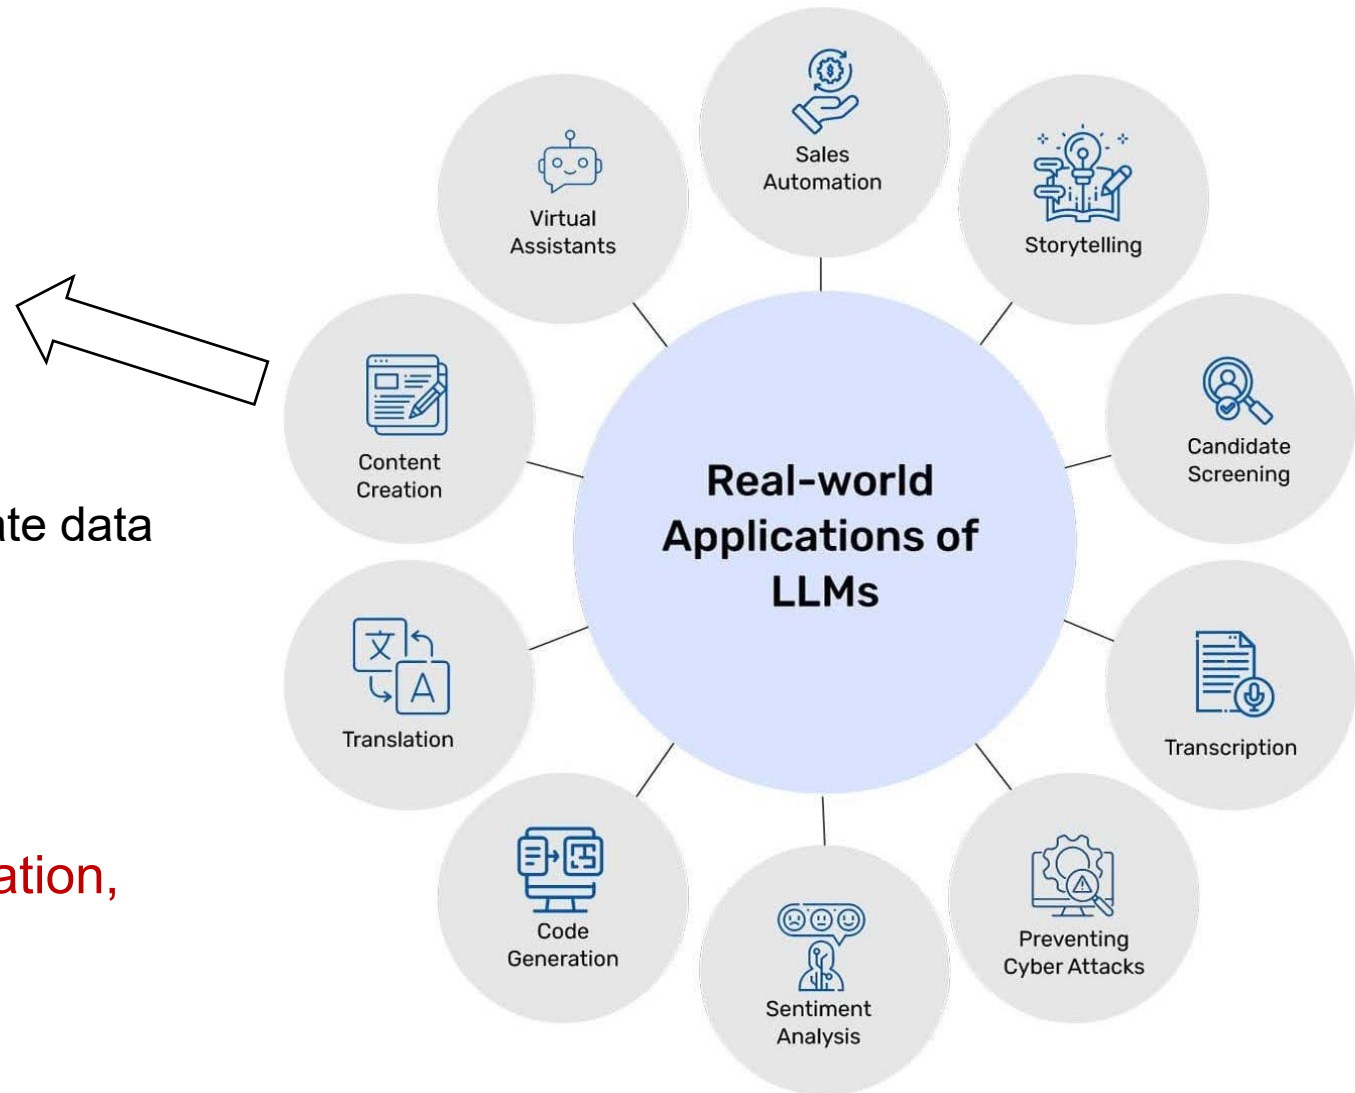 Sales
Automation
Virtual
Assistants
Storytelling
Content
Creation
Candidate
Screening
Real-world
Applications of
LLMs
ate data
文
A
Translation
Transcription
ation,
Code
Generation
Preventing
Cyber Attacks
Sentiment
Analysis